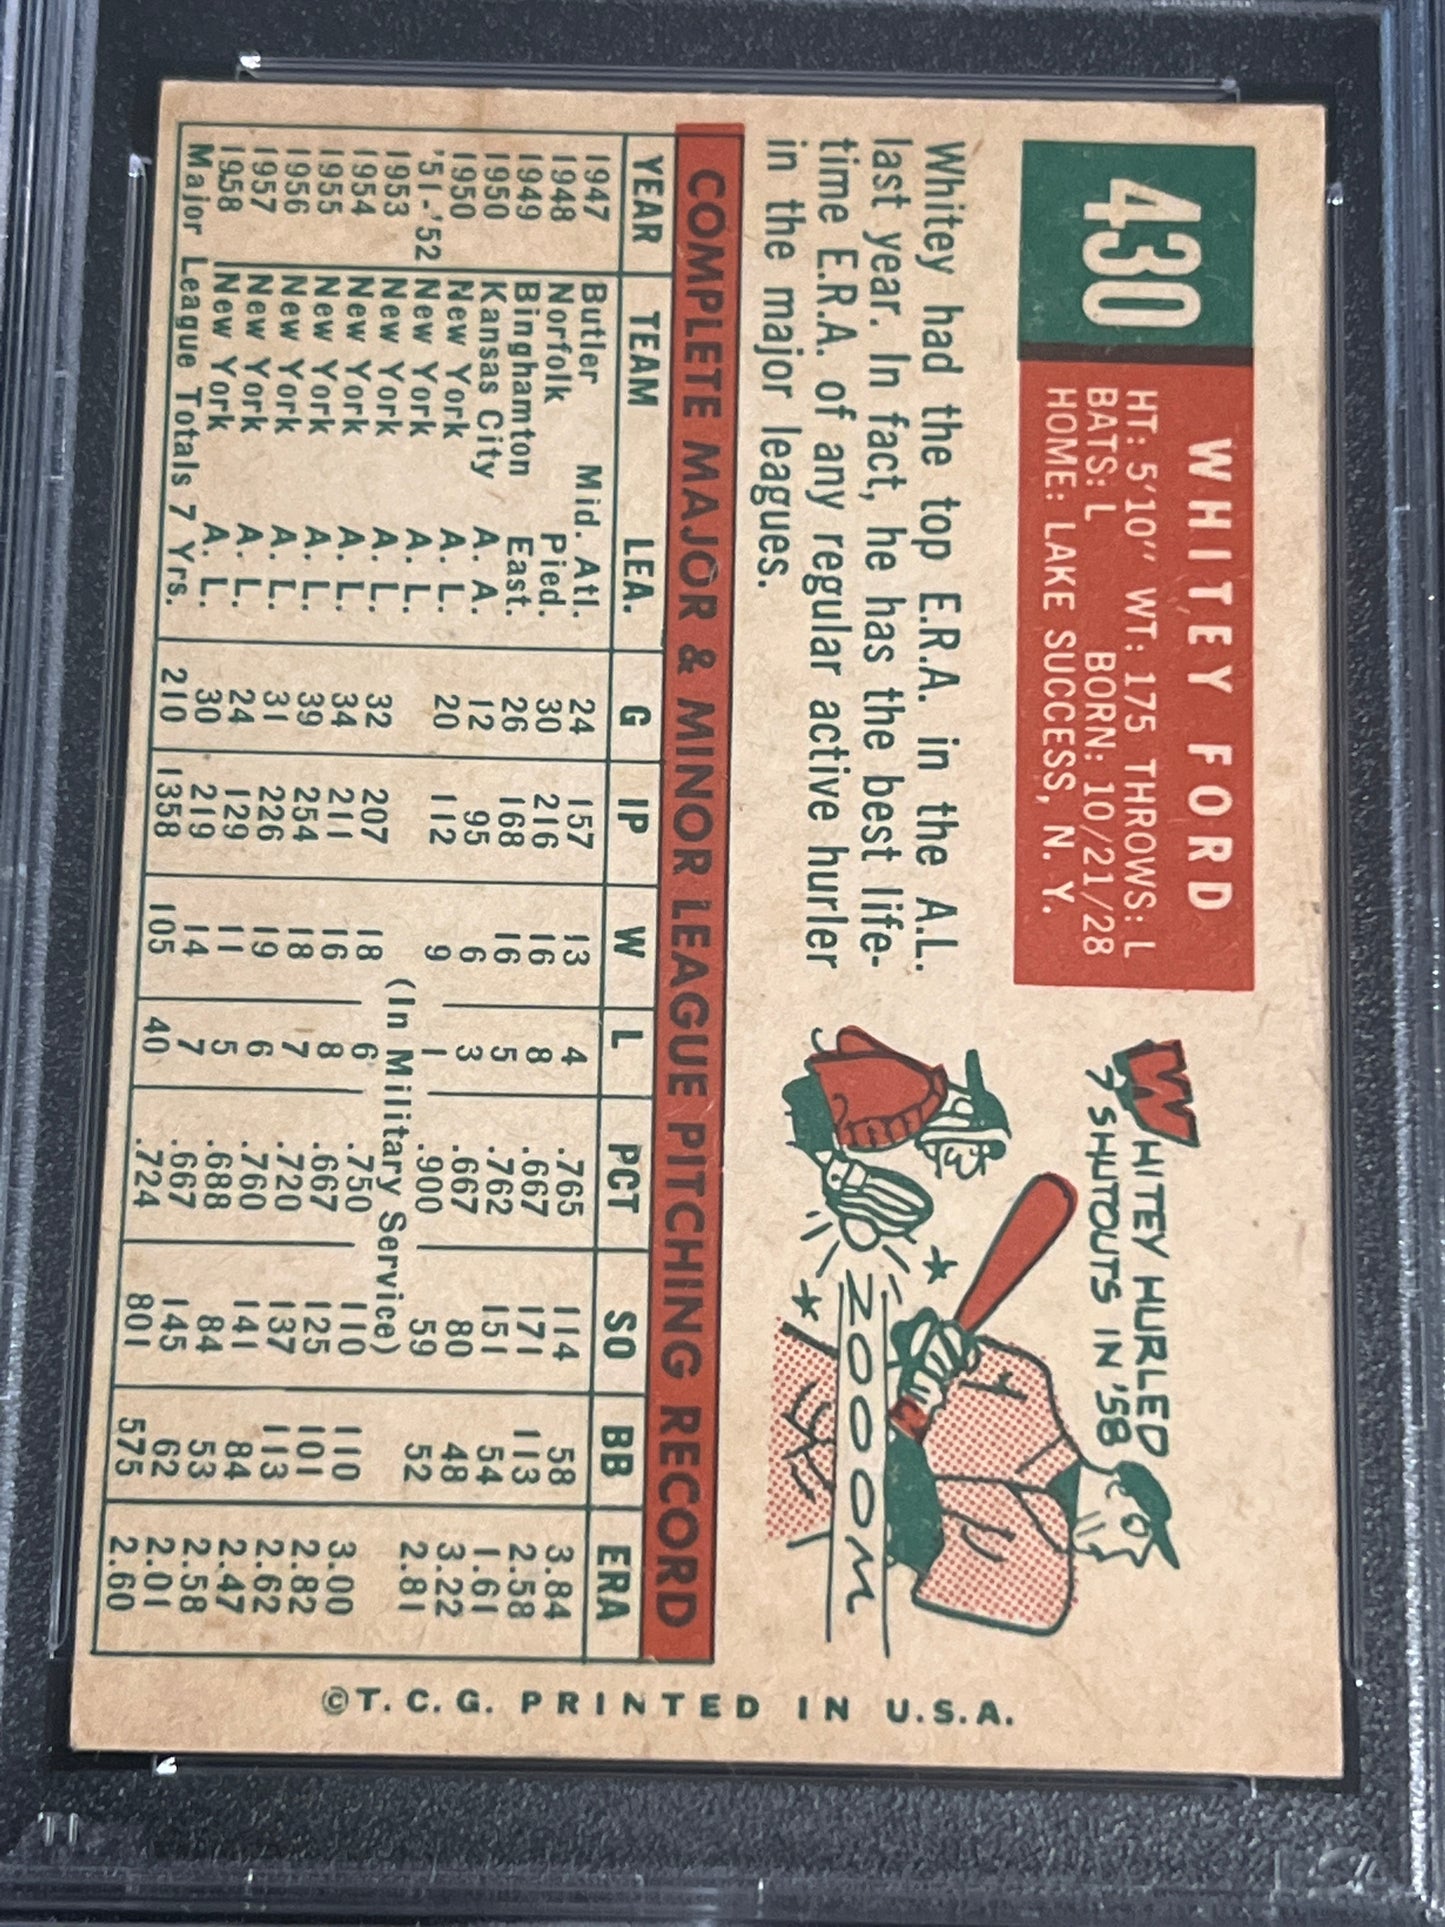 430
WHITEY FORD
HT: 5'10" WT: 175 THROWS: L
BATS: L BORN: 10/21/28
HOME: LAKE SUCCESS, N. Y.
Whitey had the top E.R.A. in the A.L.
last year. In fact, he has the best life-
time E.R.A. of any regular active hurler
in the major leagues.
WHITEY HURLED
7 SHUTOUTS IN '58
ZOOOOM
COMPLETE MAJOR & MINOR LEAGUE PITCHING RECORD
YEAR TEAM LEA. G IP W L PCT SO BB ERA
1947 Butler Mid. Atl. 24 157 13 4 .765 114 58 3.84
1948 Norfolk Pied. 30 216 16 8 .667 171 113 2.58
1949 Binghamton East. 26 168 16 5 .762 151 54 1.61
1950 Kansas City A. A. 12 95 6 3 .667 80 48 3.22
1950 New York A. L. 20 112 9 1 .900 59 52 2.81
'51-'52 New York A. L. (In Military Service)
1953 New York A. L. 32 207 18 6 .750 110 110 3.00
1954 New York A. L. 34 211 16 8 .667 125 101 2.82
1955 New York A. L. 39 254 18 7 .720 137 113 2.62
1956 New York A. L. 31 226 19 6 .760 141 84 2.47
1957 New York A. L. 24 129 11 5 .688 84 53 2.58
1958 New York A. L. 30 219 14 7 .667 145 62 2.01
Major League Totals 7 Yrs. 210 1358 105 40 .724 801 575 2.60
©T. C. G. PRINTED IN U.S.A.